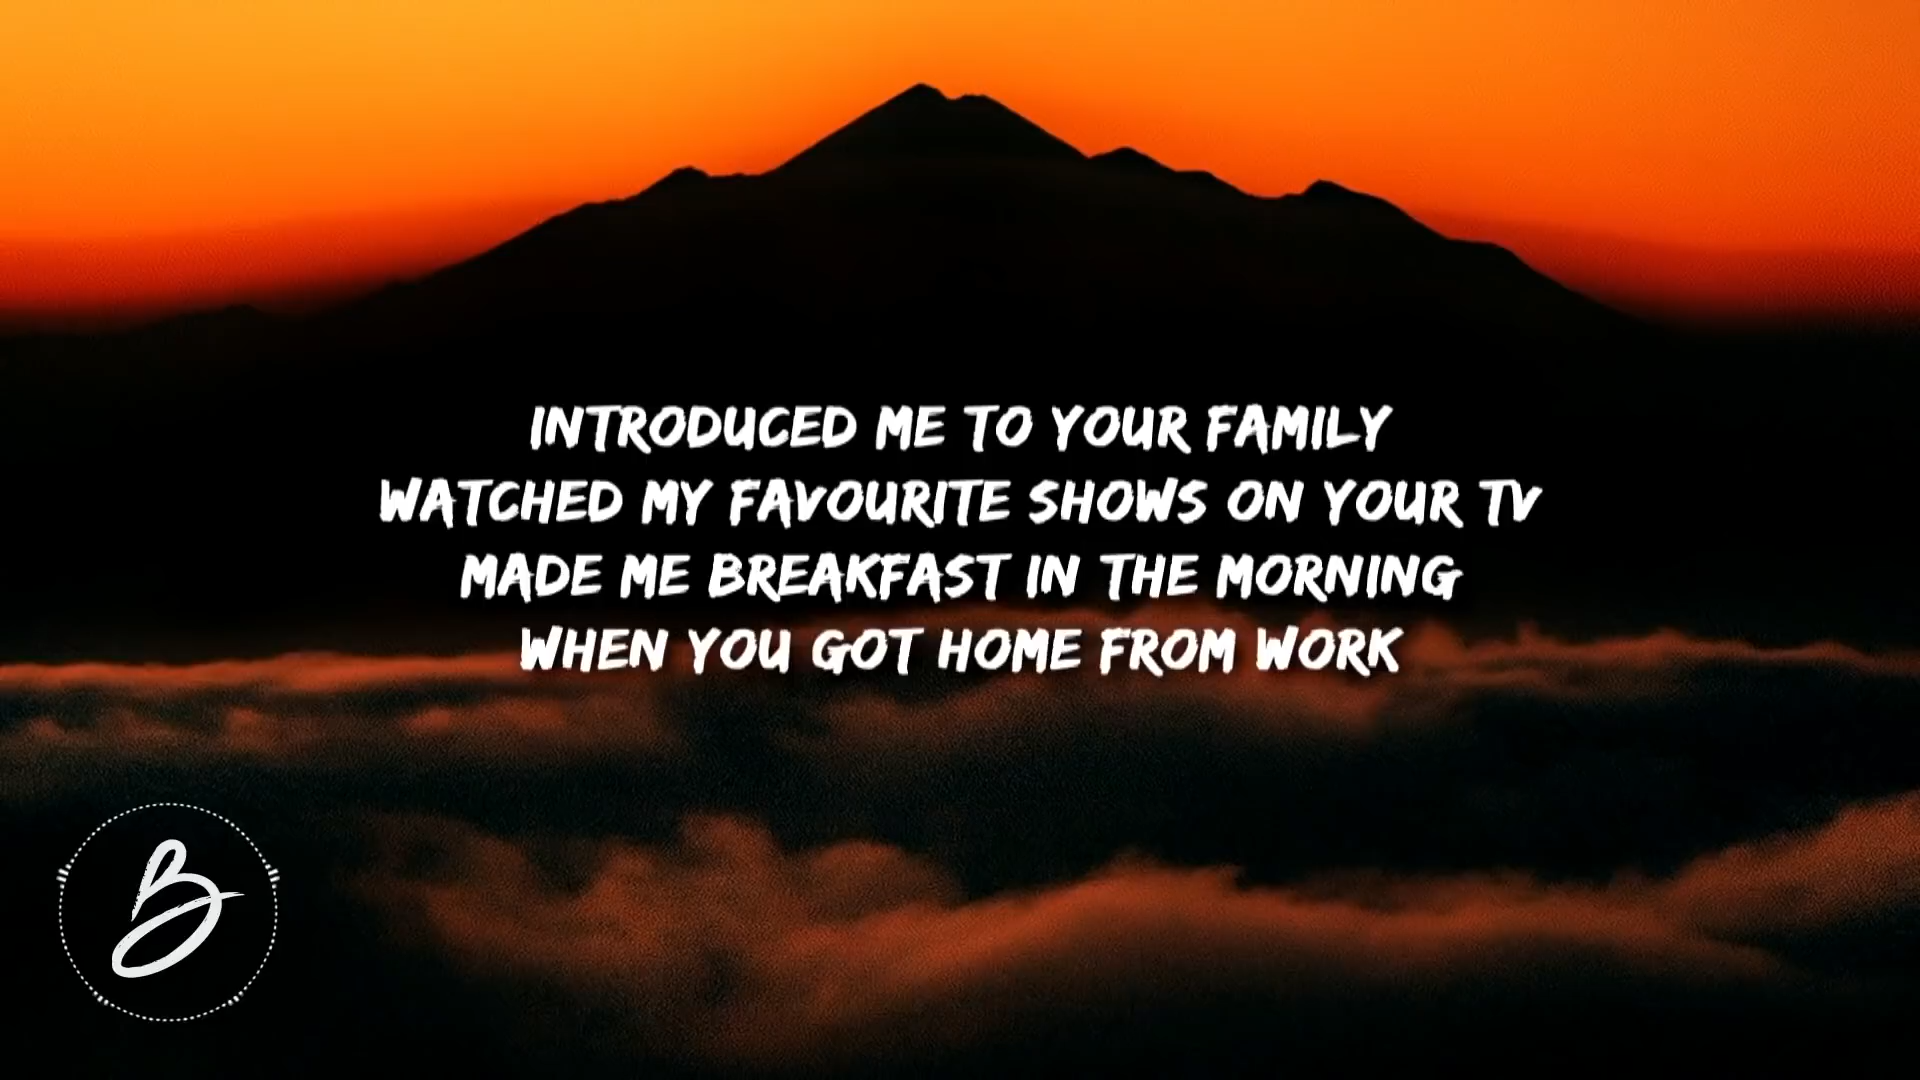 INTRODUCED ME TO YOUR FAMILY
WATCHED MY FAVOURITE SHOWS ON YOUR TV
MADE ME BREAKFAST IN THE MORNING
WHEN YOU GOT HOME FROM WORK
B